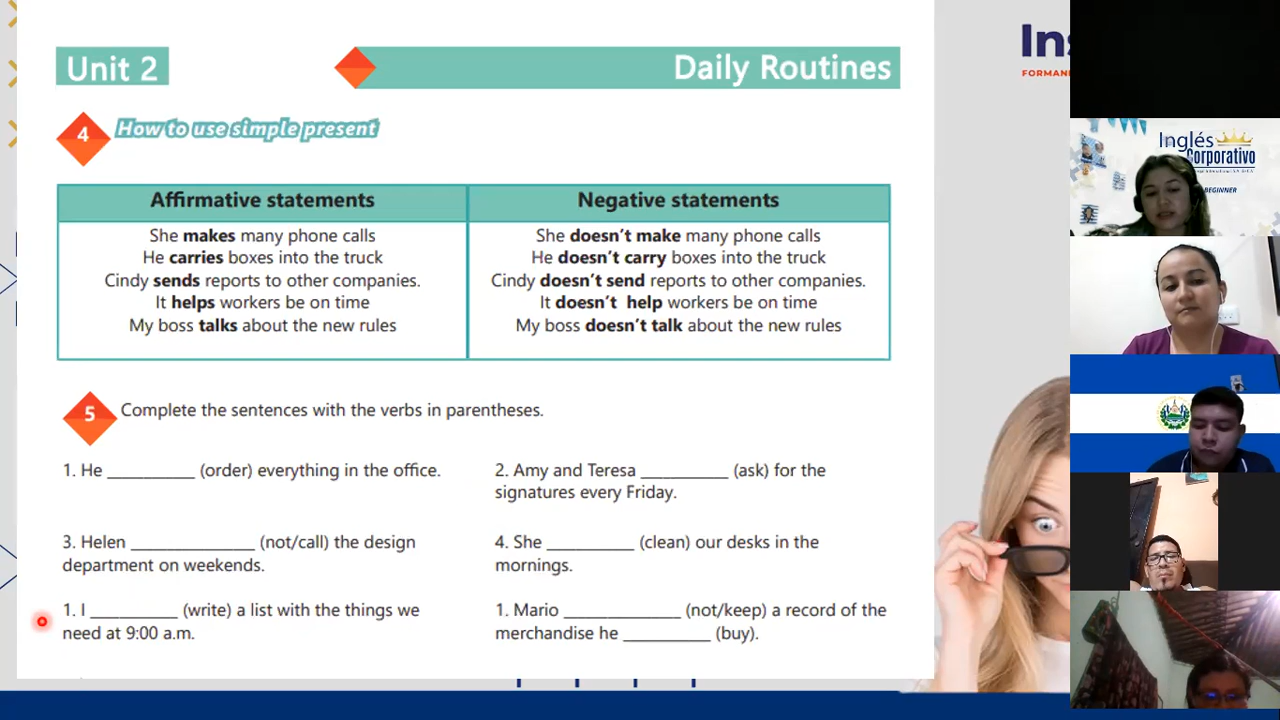 Unit 2
Daily Routines
4
How to use simple present
Affirmative statements
She makes many phone calls
He carries boxes into the truck
Cindy sends reports to other companies.
It helps workers be on time
My boss talks about the new rules
Negative statements
She doesn't make many phone calls
He doesn't carry boxes into the truck
Cindy doesn't send reports to other companies.
It doesn't help workers be on time
My boss doesn't talk about the new rules
5
Complete the sentences with the verbs in parentheses.
1. He __________ (order) everything in the office.
2. Amy and Teresa __________ (ask) for the
signatures every Friday.
3. Helen ______________ (not/call) the design
department on weekends.
4. She __________ (clean) our desks in the
mornings.
1. I __________ (write) a list with the things we
need at 9:00 a.m.
1. Mario _____________ (not/keep) a record of the
merchandise he __________ (buy).
Inglés
Corporativo
BEGINNER